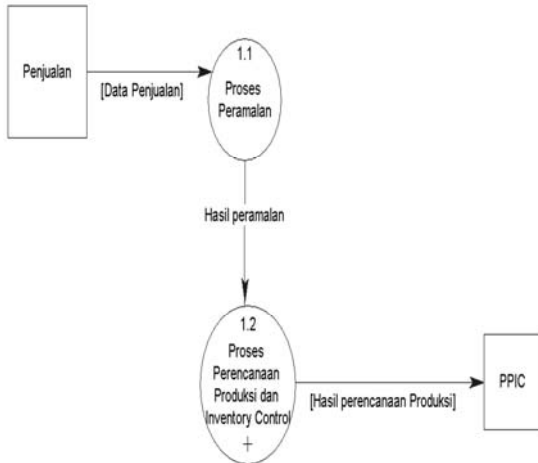 Penjualan
[Data Penjualan]
1.1
Proses
Peramalan
Hasil peramalan
1.2
Proses
Perencanaan
Produksi dan
Inventory Control
+
[Hasil perencanaan Produksi]
PPIC